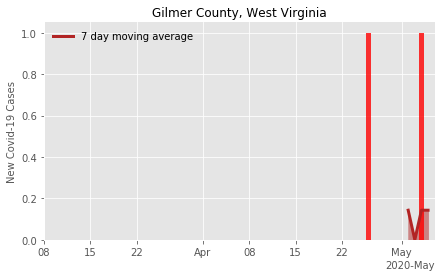 Gilmer County, West Virginia
7 day moving average
New Covid-19 Cases
1.0
0.8
0.6
0.4
0.2
0.0
08 15 22 Apr 08 15 22 May
2020-May